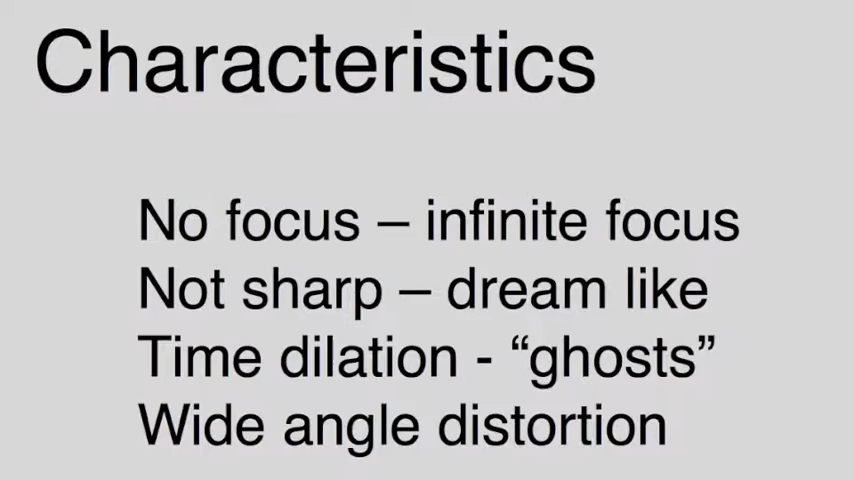 Characteristics
No focus – infinite focus
Not sharp – dream like
Time dilation - “ghosts”
Wide angle distortion